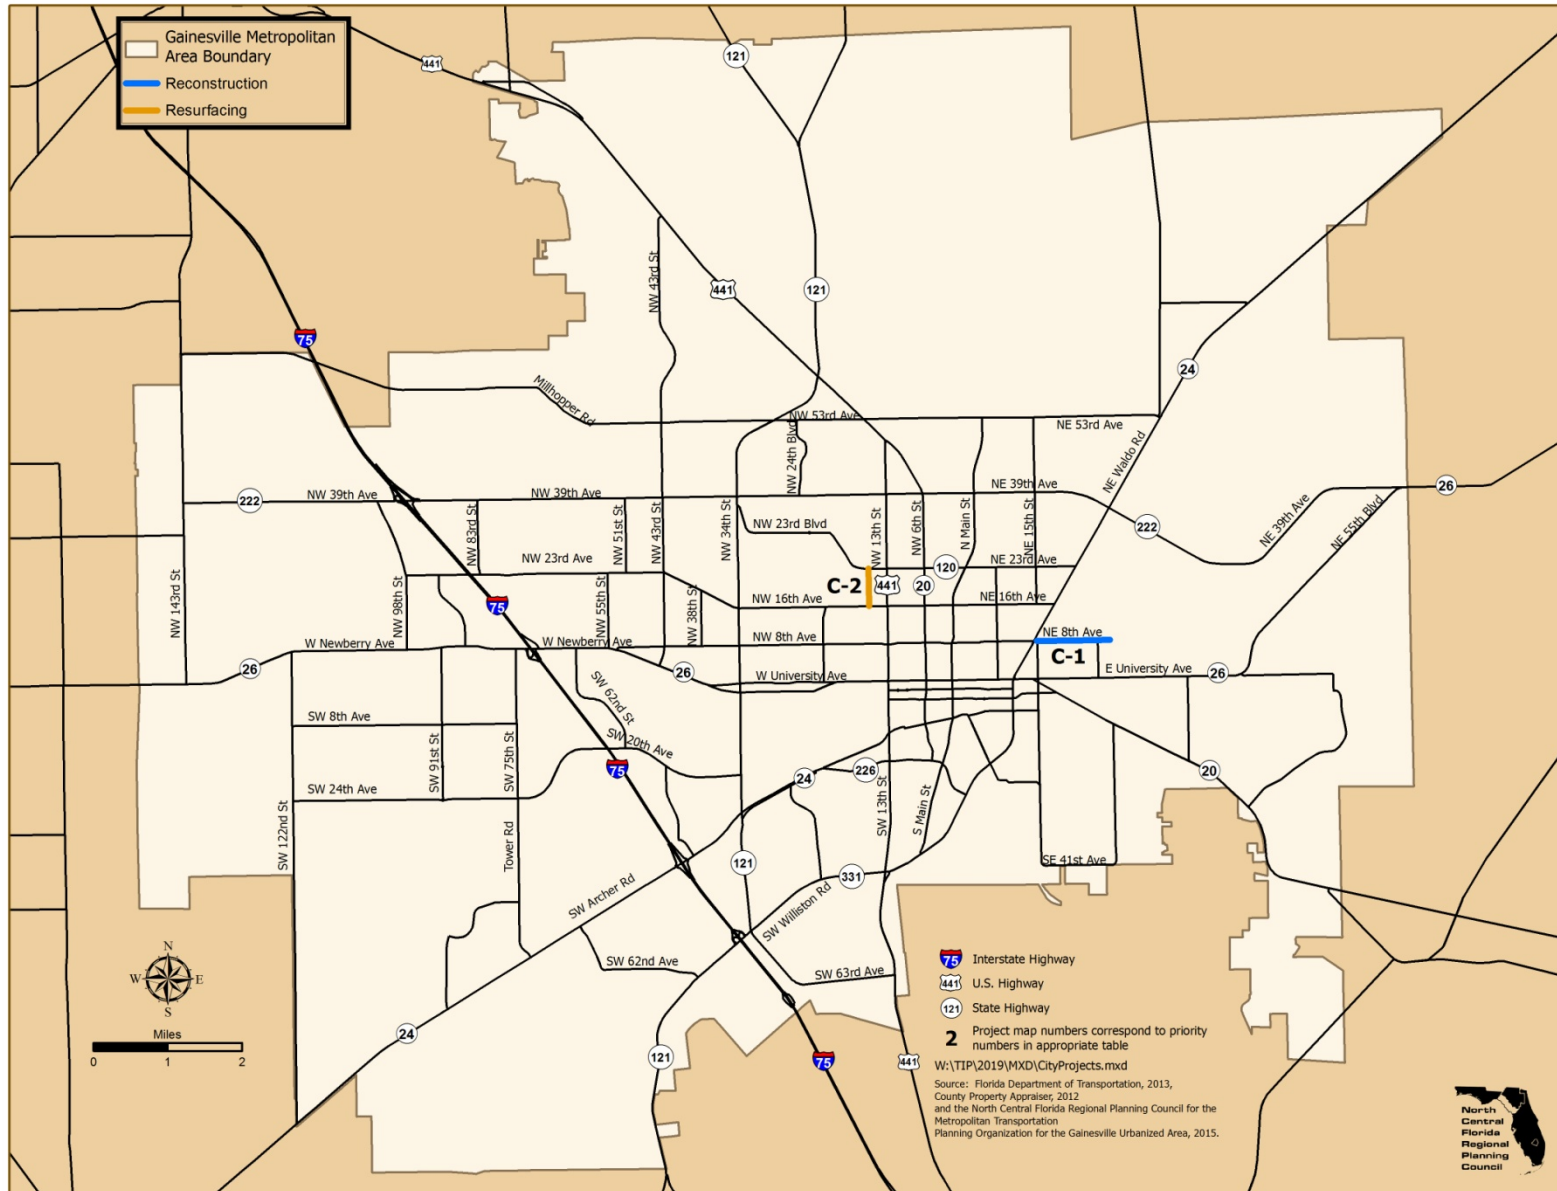 Gainesville Metropolitan
Area Boundary
Reconstruction
Resurfacing
441
121
NW 43rd St
441
121
75
24
Millhopper Rd
NW 53rd Ave
NE 53rd Ave
NW 24th Blvd
NE Waldo Rd
222
NW 39th Ave
NW 39th Ave
NE 39th Ave
26
NW 83rd St
NW 51st St
NW 43rd St
NW 34th St
NW 23rd Blvd
NW 13th St
NW 6th St
N Main St
NE 15th St
222
NE 39th Ave
NE 55th Blvd
NW 23rd Ave
120
NE 23rd Ave
C-2
441
20
NW 143rd St
NW 98th St
75
NW 55th St
NW 38th St
NW 16th Ave
NE 16th Ave
W Newberry Ave
W Newberry Ave
NW 8th Ave
NE 8th Ave
C-1
26
26
W University Ave
E University Ave
26
SW 62nd St
SW 8th Ave
SW 20th Ave
SW 91st St
SW 75th St
75
24
226
20
SW 24th Ave
SW 122nd St
Tower Rd
SW 13th St
S Main St
121
331
SE 41st Ave
SW Archer Rd
SW Williston Rd
SW 62nd Ave
SW 63rd Ave
24
121
75
441
N
W E
S
Miles
0 1 2
75 Interstate Highway
441 U.S. Highway
121 State Highway
2 Project map numbers correspond to priority
numbers in appropriate table
W:\TIP\2019\MXD\CityProjects.mxd
Source: Florida Department of Transportation, 2013,
County Property Appraiser, 2012
and the North Central Florida Regional Planning Council for the
Metropolitan Transportation
Planning Organization for the Gainesville Urbanized Area, 2015.
North
Central
Florida
Regional
Planning
Council